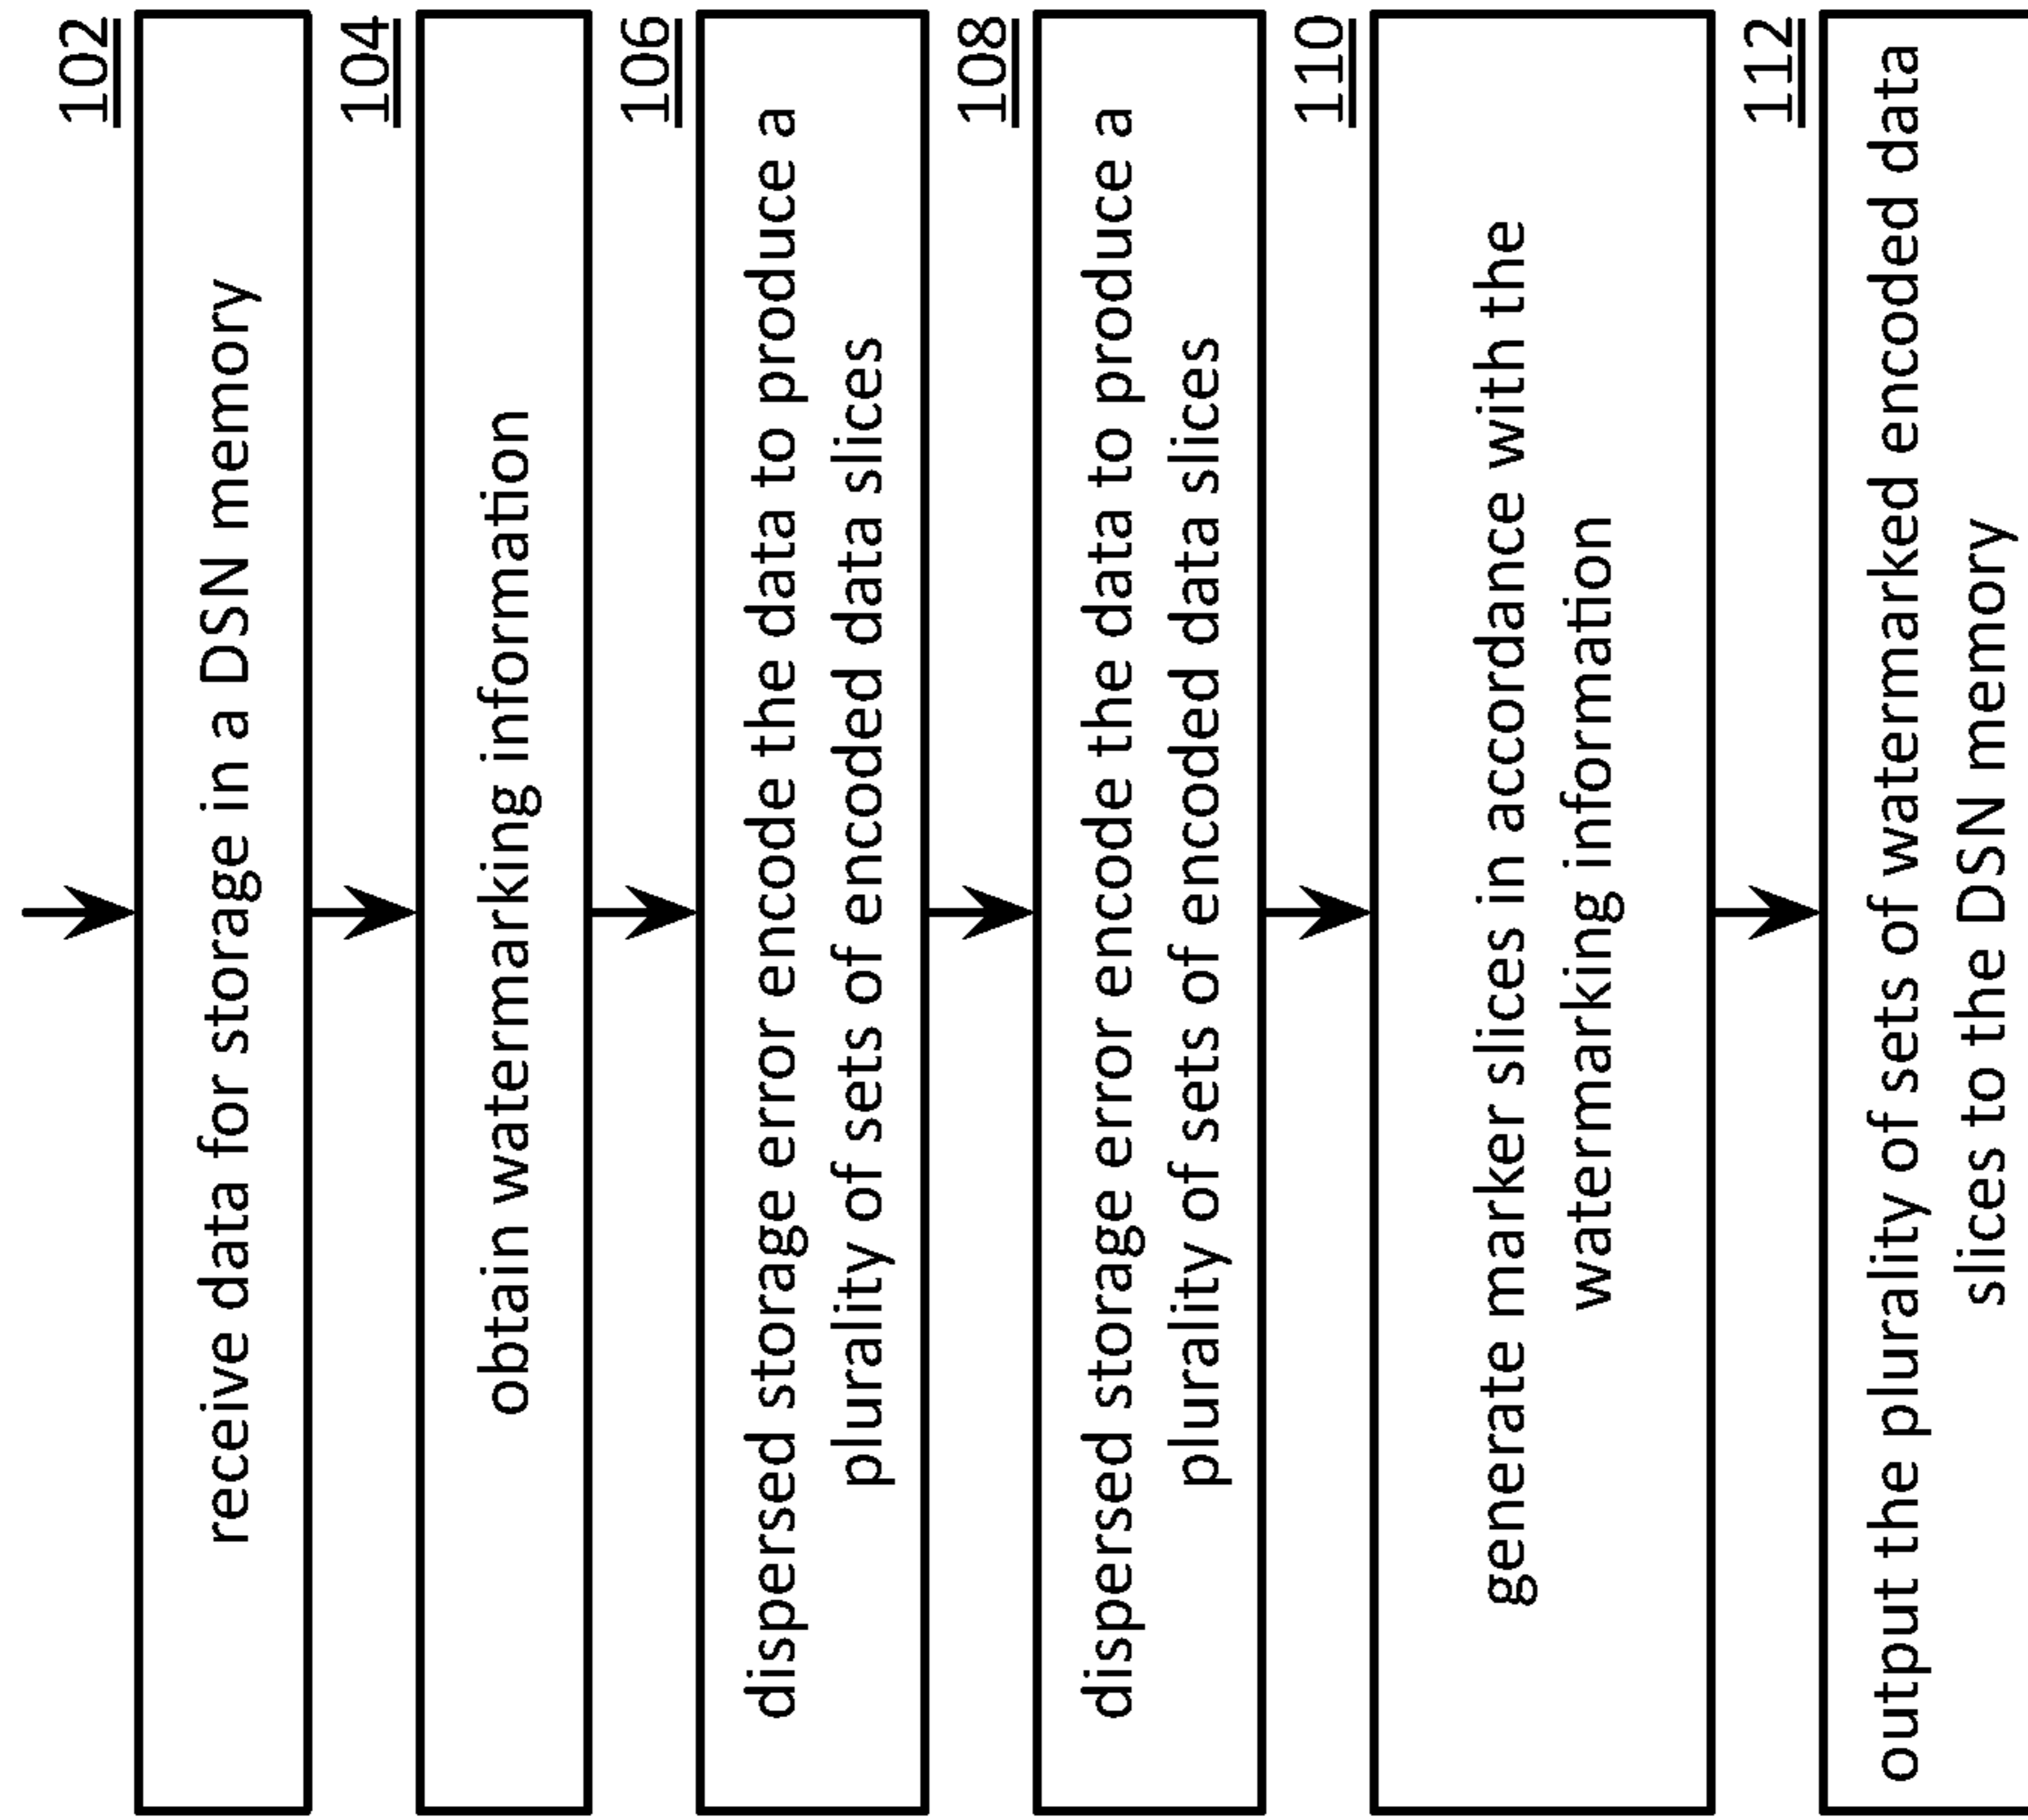 102
receive data for storage in a DSN memory
104
obtain watermarking information
106
dispersed storage error encode the data to produce a
plurality of sets of encoded data slices
108
dispersed storage error encode the data to produce a
plurality of sets of encoded data slices
110
generate marker slices in accordance with the
watermarking information
112
output the plurality of sets of watermarked encoded data
slices to the DSN memory